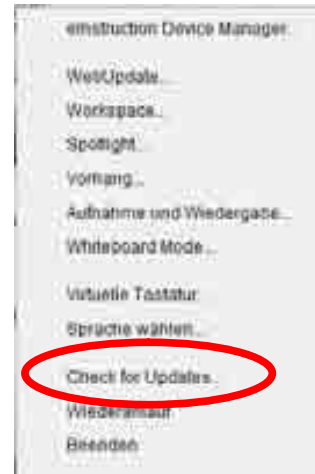 eInstruction Device Manager...
WebUpdate...
Workspace...
Spotlight...
Vorhang...
Aufnahme und Wiedergabe...
Whiteboard Mode...
Virtuelle Tastatur
Sprache wählen...
Check for Updates...
Wiederanlauf
Beenden